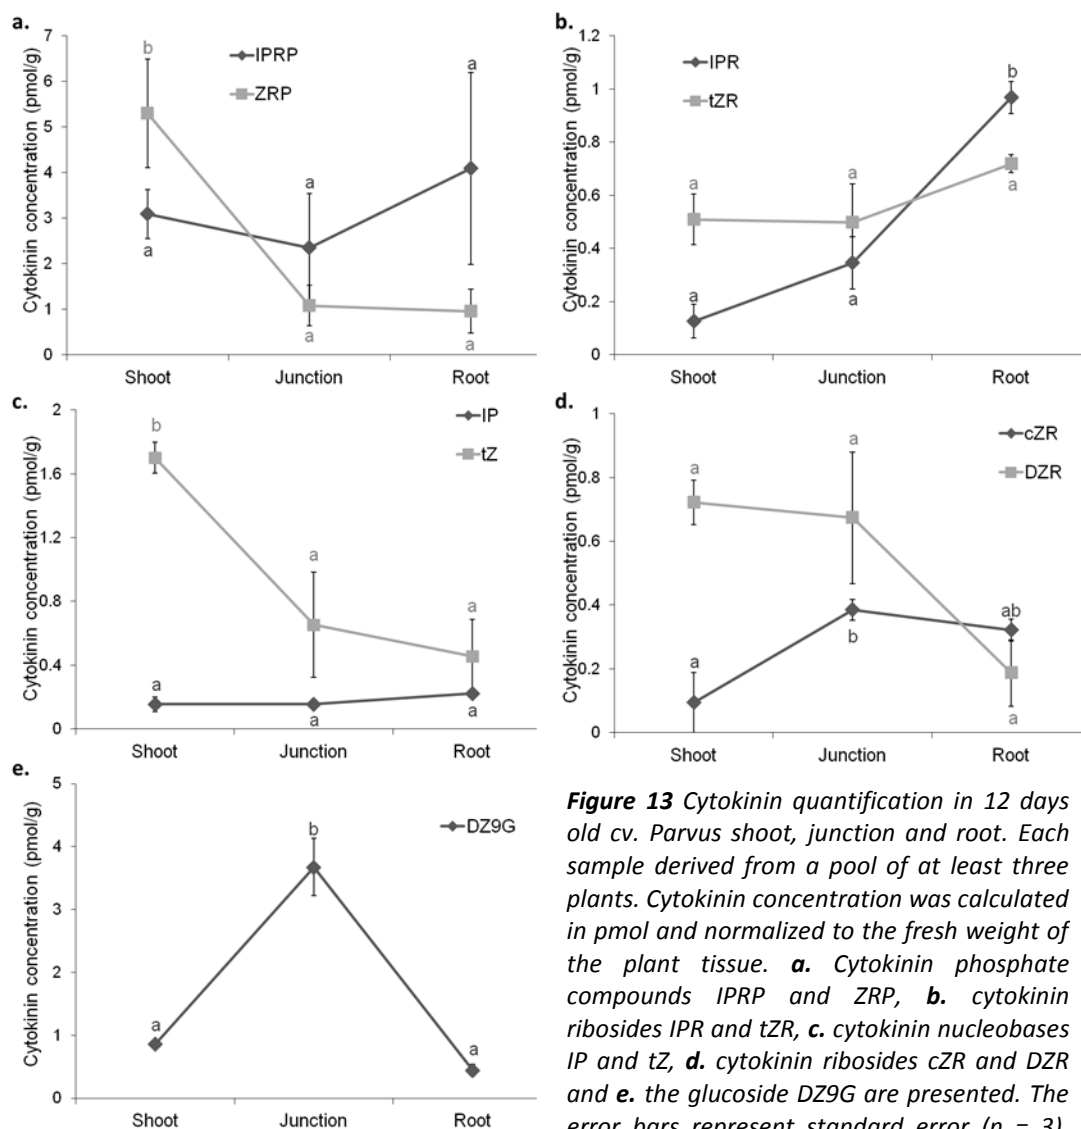 a.
Cytokinin concentration (pmol/g)
7
6
5
4
3
2
1
0
IPRP
ZRP
b
a
a
a
a
a
Shoot
Junction
Root
b.
Cytokinin concentration (pmol/g)
1.2
1
0.8
0.6
0.4
0.2
0
IPR
tZR
a
a
a
a
b
a
Shoot
Junction
Root
c.
Cytokinin concentration (pmol/g)
2
1.6
1.2
0.8
0.4
0
IP
tZ
b
a
a
a
a
a
Shoot
Junction
Root
d.
Cytokinin concentration (pmol/g)
1
0.8
0.6
0.4
0.2
0
cZR
DZR
a
a
a
b
ab
a
Shoot
Junction
Root
e.
Cytokinin concentration (pmol/g)
5
4
3
2
1
0
DZ9G
a
b
a
Shoot
Junction
Root
Figure 13 Cytokinin quantification in 12 days
old cv. Parvus shoot, junction and root. Each
sample derived from a pool of at least three
plants. Cytokinin concentration was calculated
in pmol and normalized to the fresh weight of
the plant tissue. a. Cytokinin phosphate
compounds IPRP and ZRP, b. cytokinin
ribosides IPR and tZR, c. cytokinin nucleobases
IP and tZ, d. cytokinin ribosides cZR and DZR
and e. the glucoside DZ9G are presented. The
error bars represent standard error (n = 3).